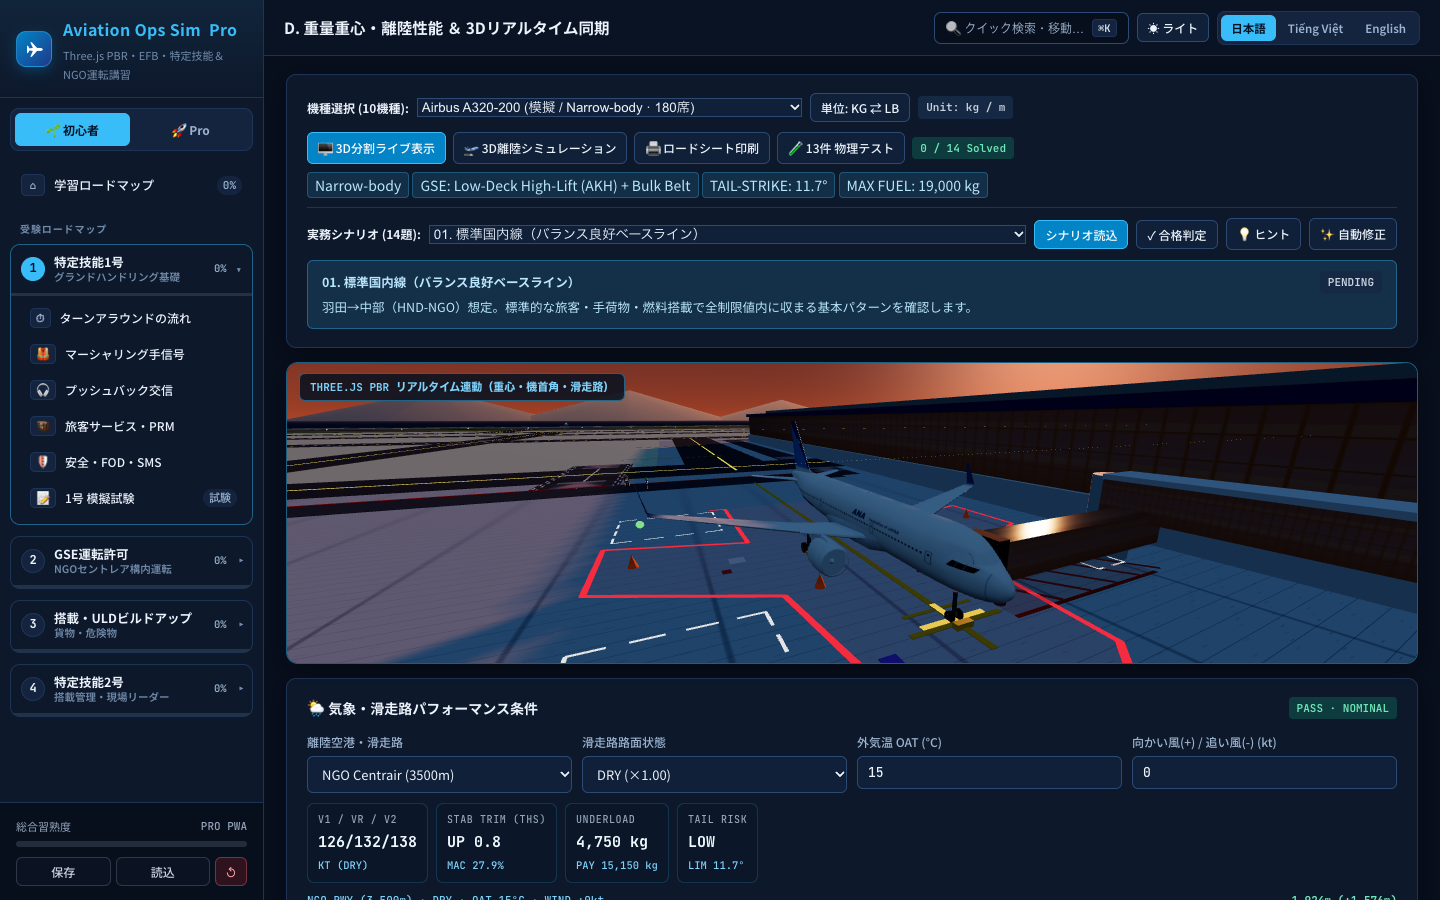 Aviation Ops Sim Pro
Three.js PBR・EFB・特定技能＆
NGO運転講習
初心者
Pro
学習ロードマップ
0%
受験ロードマップ
1
特定技能1号
グランドハンドリング基礎
0%
ターンアラウンドの流れ
マーシャリング手信号
プッシュバック交信
旅客サービス・PRM
安全・FOD・SMS
1号 模擬試験
試験
2
GSE運転許可
NGOセントレア構内運転
0%
3
搭載・ULDビルドアップ
貨物・危険物
0%
4
特定技能2号
搭載管理・現場リーダー
0%
総合習熟度
PRO PWA
保存
読込
D. 重量重心・離陸性能 ＆ 3Dリアルタイム同期
クイック検索・移動... ⌘K
ライト
日本語
Tiếng Việt
English
機種選択 (10機種):
Airbus A320-200 (模擬 / Narrow-body · 180席)
単位: KG ⇄ LB
Unit: kg / m
3D分割ライブ表示
3D離陸シミュレーション
ロードシート印刷
13件 物理テスト
0 / 14 Solved
Narrow-body
GSE: Low-Deck High-Lift (AKH) + Bulk Belt
TAIL-STRIKE: 11.7°
MAX FUEL: 19,000 kg
実務シナリオ (14題):
01. 標準国内線（バランス良好ベースライン）
シナリオ読込
✓合格判定
ヒント
自動修正
01. 標準国内線（バランス良好ベースライン）
PENDING
羽田→中部（HND-NGO）想定。標準的な旅客・手荷物・燃料搭載で全制限値内に収まる基本パターンを確認します。
THREE.JS PBR リアルタイム連動（重心・機首角・滑走路）
ANA
気象・滑走路パフォーマンス条件
PASS · NOMINAL
離陸空港・滑走路
滑走路路面状態
外気温 OAT (°C)
向かい風(+) / 追い風(-) (kt)
NGO Centrair (3500m)
DRY (×1.00)
15
0
V1 / VR / V2
126/132/138
KT (DRY)
STAB TRIM (THS)
UP 0.8
MAC 27.9%
UNDERLOAD
4,750 kg
PAY 15,150 kg
TAIL RISK
LOW
LIM 11.7°
NGO RWY (3,500m) · DRY · OAT 15°C · WIND +0kt